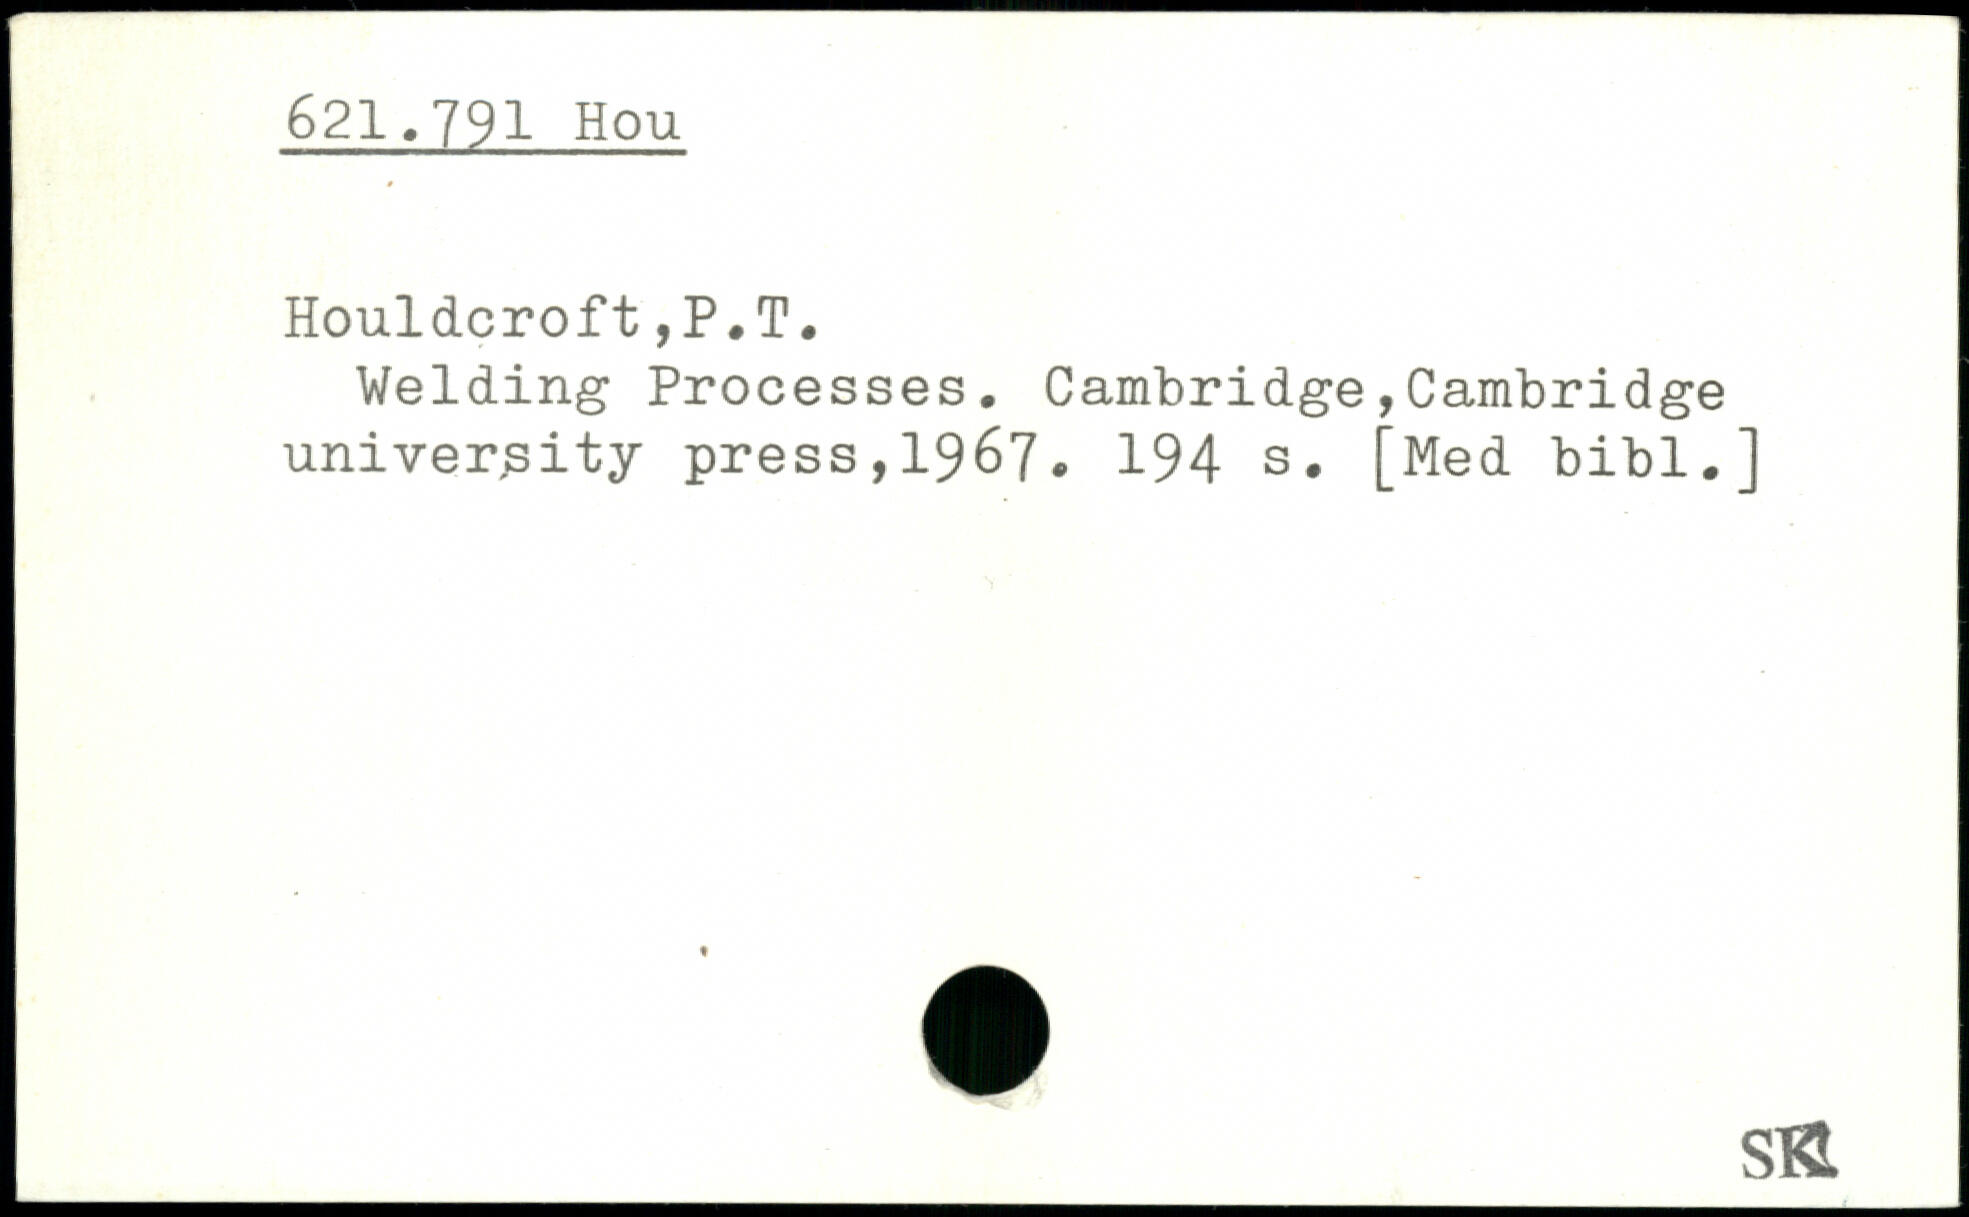 621.791 Hou
Houldcroft,P.T.
Welding Processes. Cambridge,Cambridge
university press,1967. 194 s. [Med bibl.]
SK